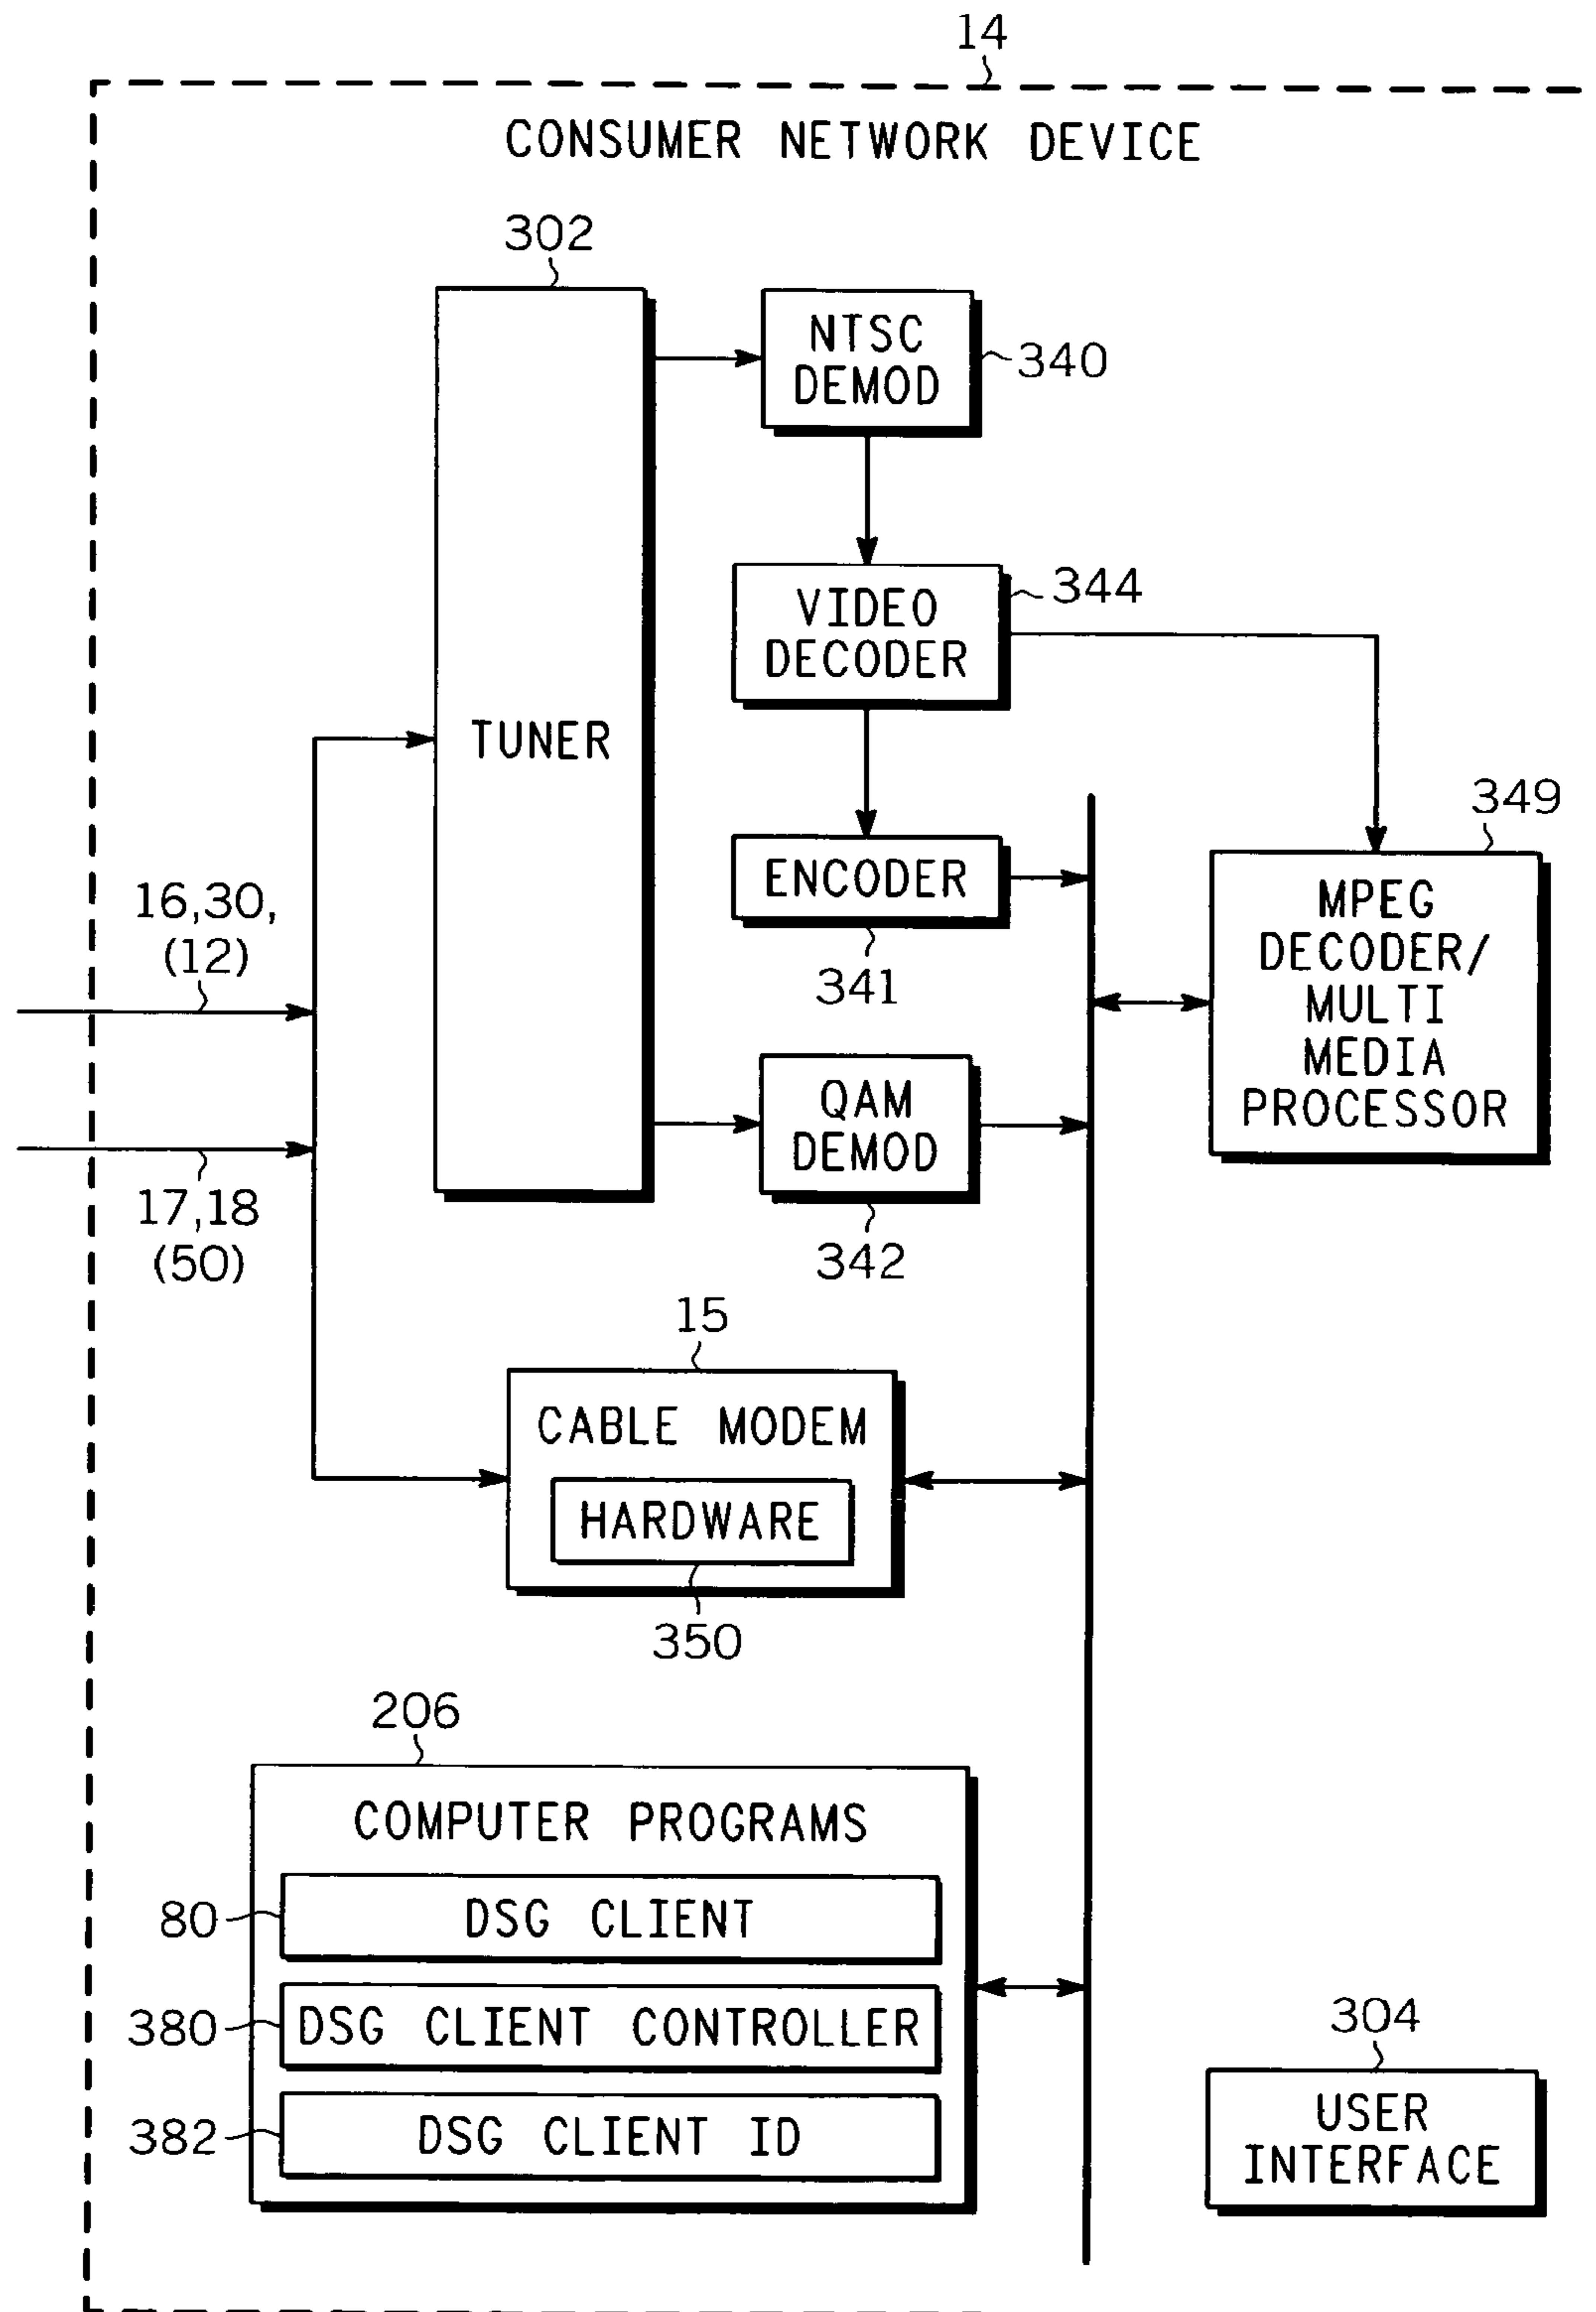 14
CONSUMER NETWORK DEVICE
302
NTSC
DEMOD
340
VIDEO
DECODER
344
TUNER
349
ENCODER
341
MPEG
DECODER/
MULTI
MEDIA
PROCESSOR
16,30,
(12)
QAM
DEMOD
342
17,18
(50)
15
CABLE MODEM
HARDWARE
350
206
COMPUTER PROGRAMS
80
DSG CLIENT
380
DSG CLIENT CONTROLLER
382
DSG CLIENT ID
304
USER
INTERFACE